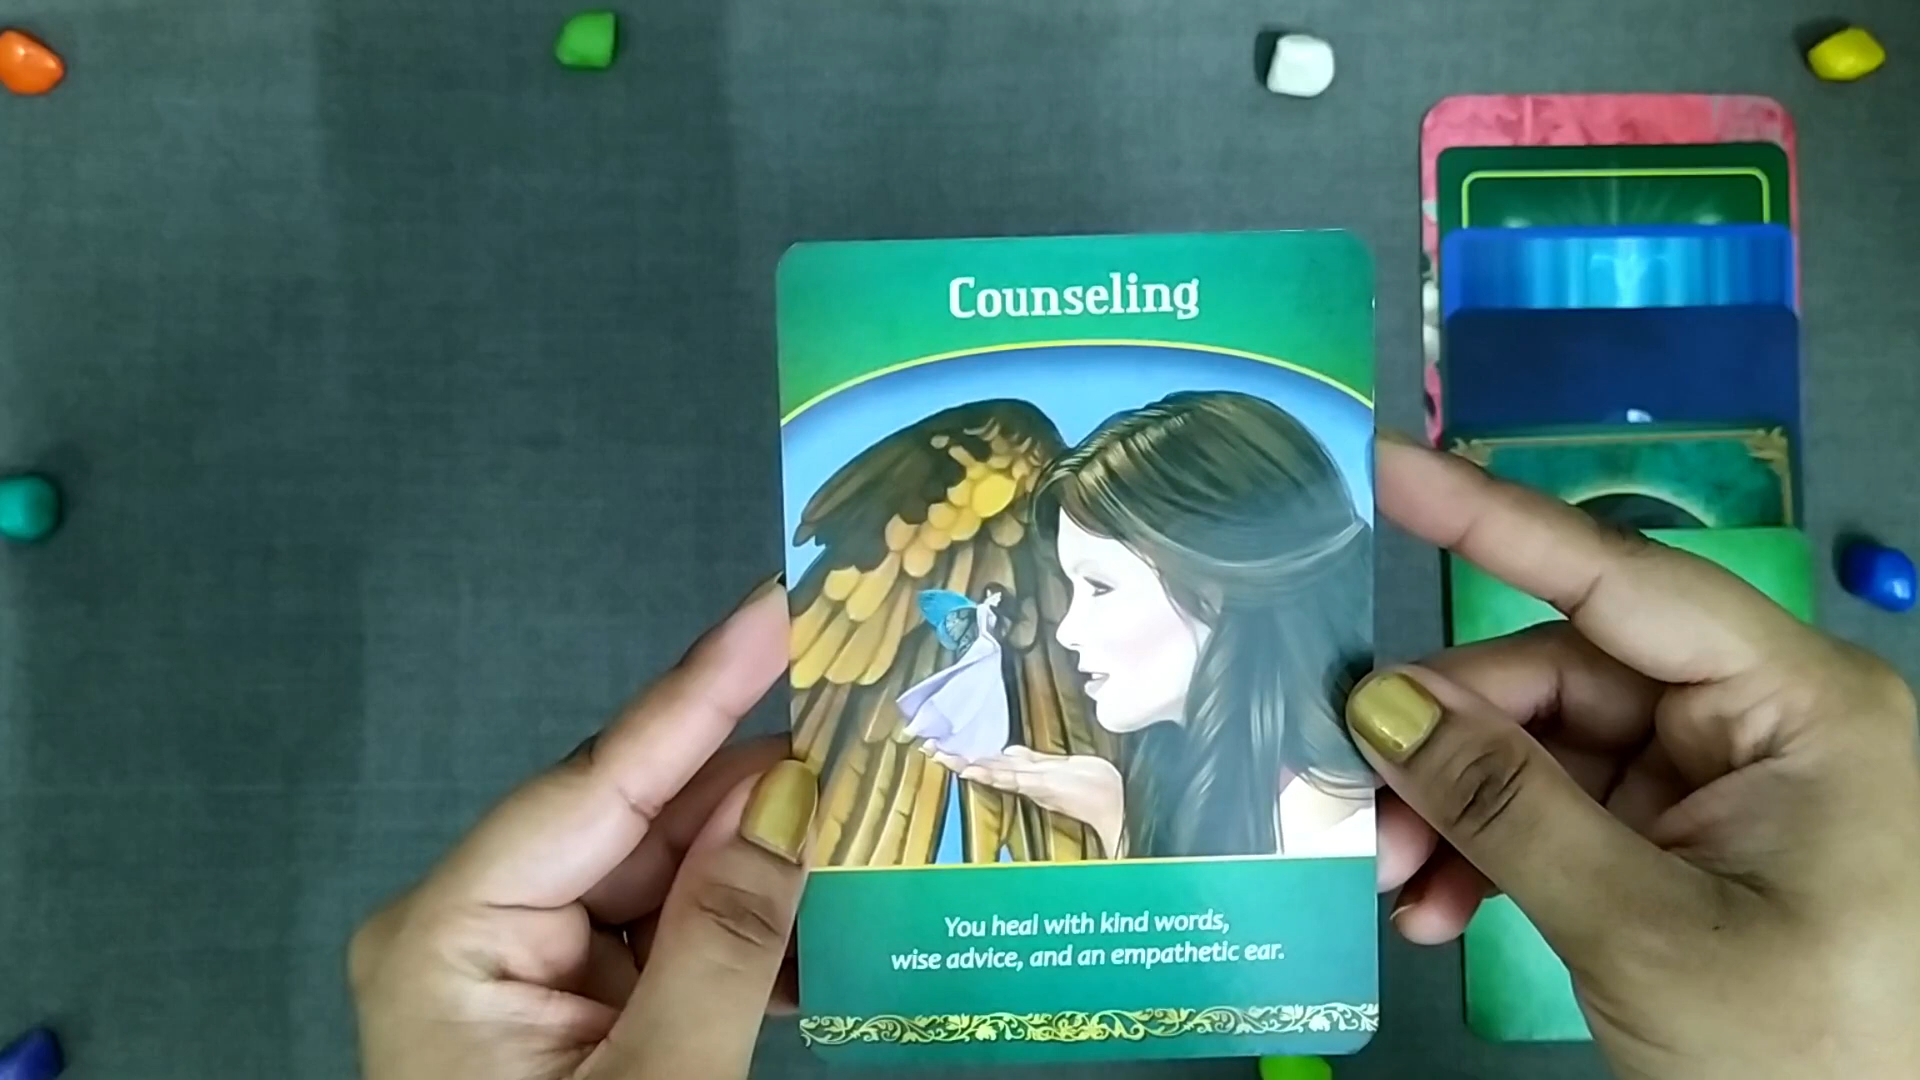 Counseling
You heal with kind words,
wise advice, and an empathetic ear.